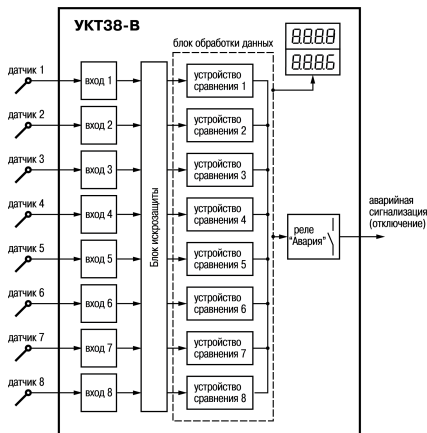 УКТ38-В
блок обработки данных
8.8.8.8
8.8.8.6
датчик 1
вход 1
устройство
сравнения 1
датчик 2
вход 2
устройство
сравнения 2
датчик 3
вход 3
устройство
сравнения 3
датчик 4
вход 4
устройство
сравнения 4
датчик 5
вход 5
устройство
сравнения 5
датчик 6
вход 6
устройство
сравнения 6
датчик 7
вход 7
устройство
сравнения 7
датчик 8
вход 8
устройство
сравнения 8
Блок искрозащиты
реле
"Авария"
аварийная
сигнализация
(отключение)